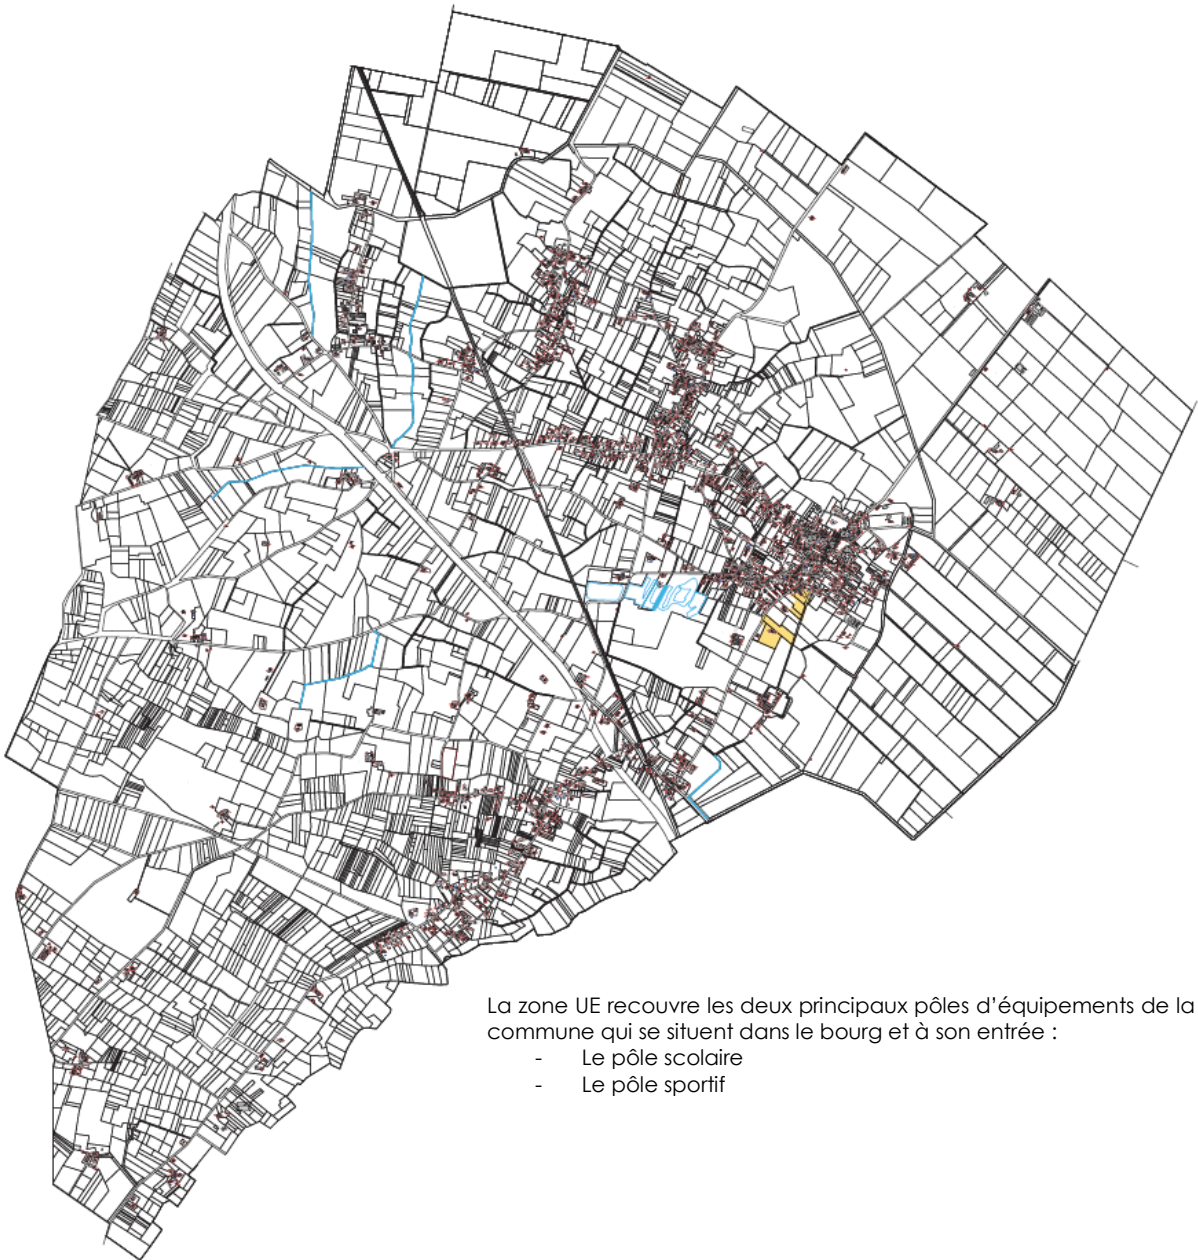 La zone UE recouvre les deux principaux pôles d’équipements de la
commune qui se situent dans le bourg et à son entrée :
- Le pôle scolaire
- Le pôle sportif